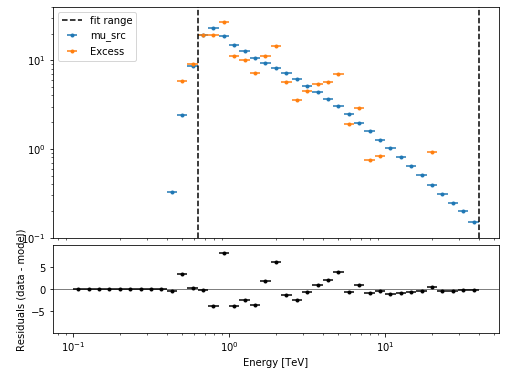 fit range
mu_src
Excess
10¹
10⁰
10⁻¹
Residuals (data - model)
5
0
−5
10⁻¹ 10⁰ 10¹
Energy [TeV]